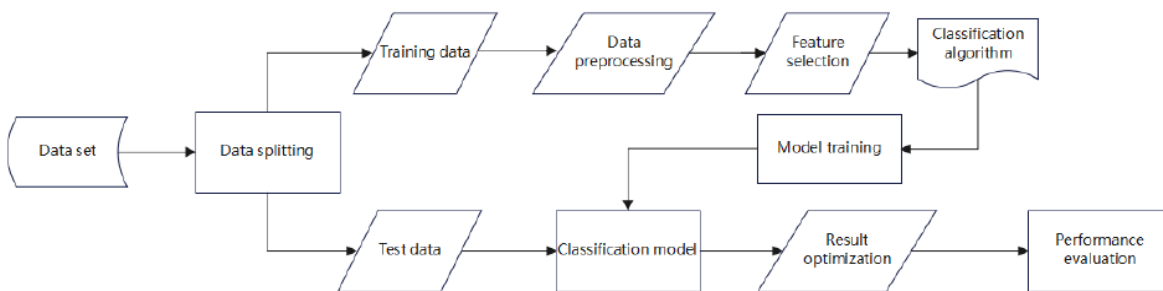 Training data
Data
preprocessing
Feature
selection
Classification
algorithm
Data set
Data splitting
Model training
Test data
Classification model
Result
optimization
Performance
evaluation